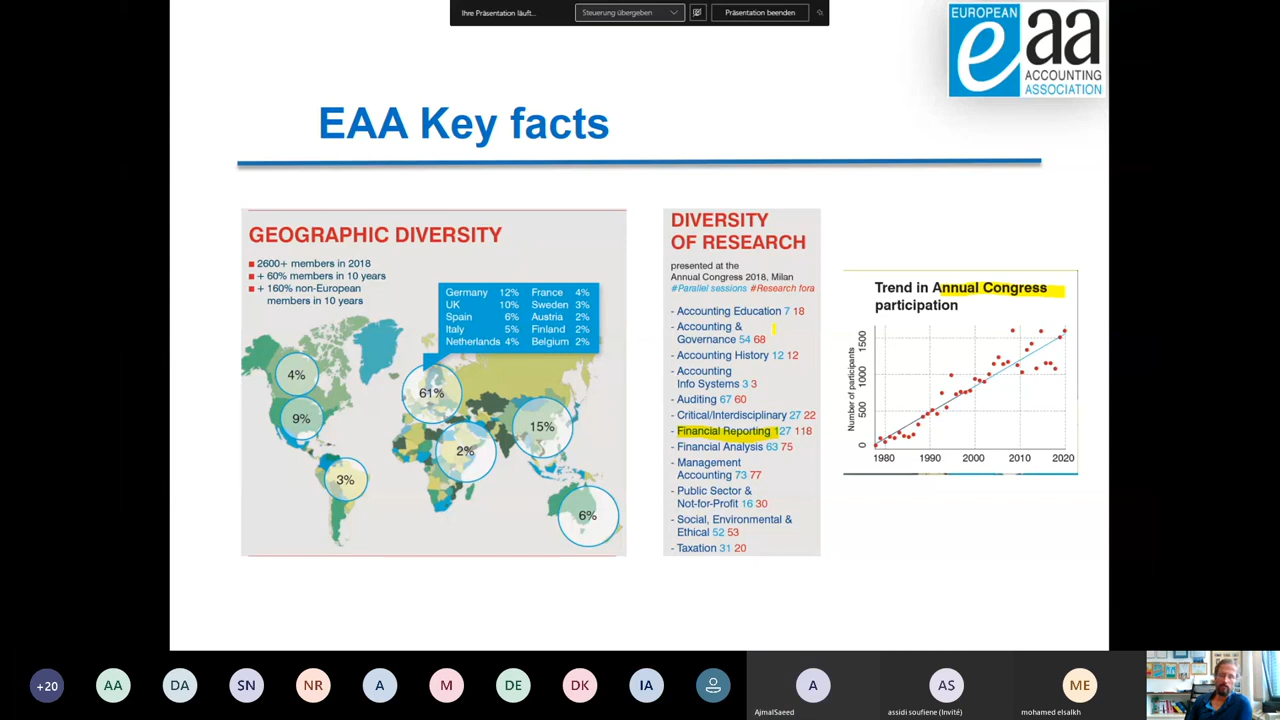 Ihre Präsentation läuft...
Steuerung übergeben
Präsentation beenden
EUROPEAN
eaa
ACCOUNTING
ASSOCIATION
EAA Key facts
GEOGRAPHIC DIVERSITY
2600+ members in 2018
+ 60% members in 10 years
+ 160% non-European
members in 10 years
Germany 12% France 4%
UK 10% Sweden 3%
Spain 6% Austria 2%
Italy 5% Finland 2%
Netherlands 4% Belgium 2%
4%
61%
9%
15%
2%
3%
6%
DIVERSITY
OF RESEARCH
presented at the
Annual Congress 2018, Milan
#Parallel sessions #Research fora
- Accounting Education 7 18
- Accounting &
Governance 54 68
- Accounting History 12 12
- Accounting
Info Systems 3 3
- Auditing 67 60
- Critical/Interdisciplinary 27 22
- Financial Reporting 127 118
- Financial Analysis 63 75
- Management
Accounting 73 77
- Public Sector &
Not-for-Profit 16 30
- Social, Environmental &
Ethical 52 53
- Taxation 31 20
Trend in Annual Congress
participation
Number of participants
1500
1000
500
0
1980 1990 2000 2010 2020
+20 AA DA SN NR A M DE DK IA A AS ME
AjmalSaeed assidi soufiene (Invité) mohamed elsalkh